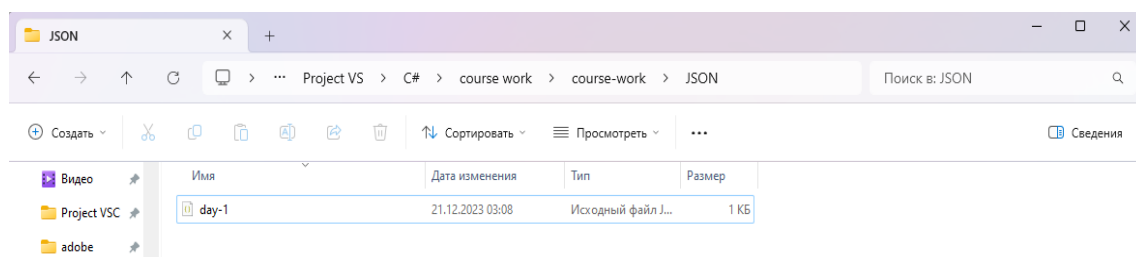 JSON
··· Project VS > C# > course work > course-work > JSON
Поиск в: JSON
Создать
Сортировать
Просмотреть
···
Сведения
Видео
Имя
Дата изменения
Тип
Размер
Project VSC
day-1
21.12.2023 03:08
Исходный файл J...
1 КБ
adobe